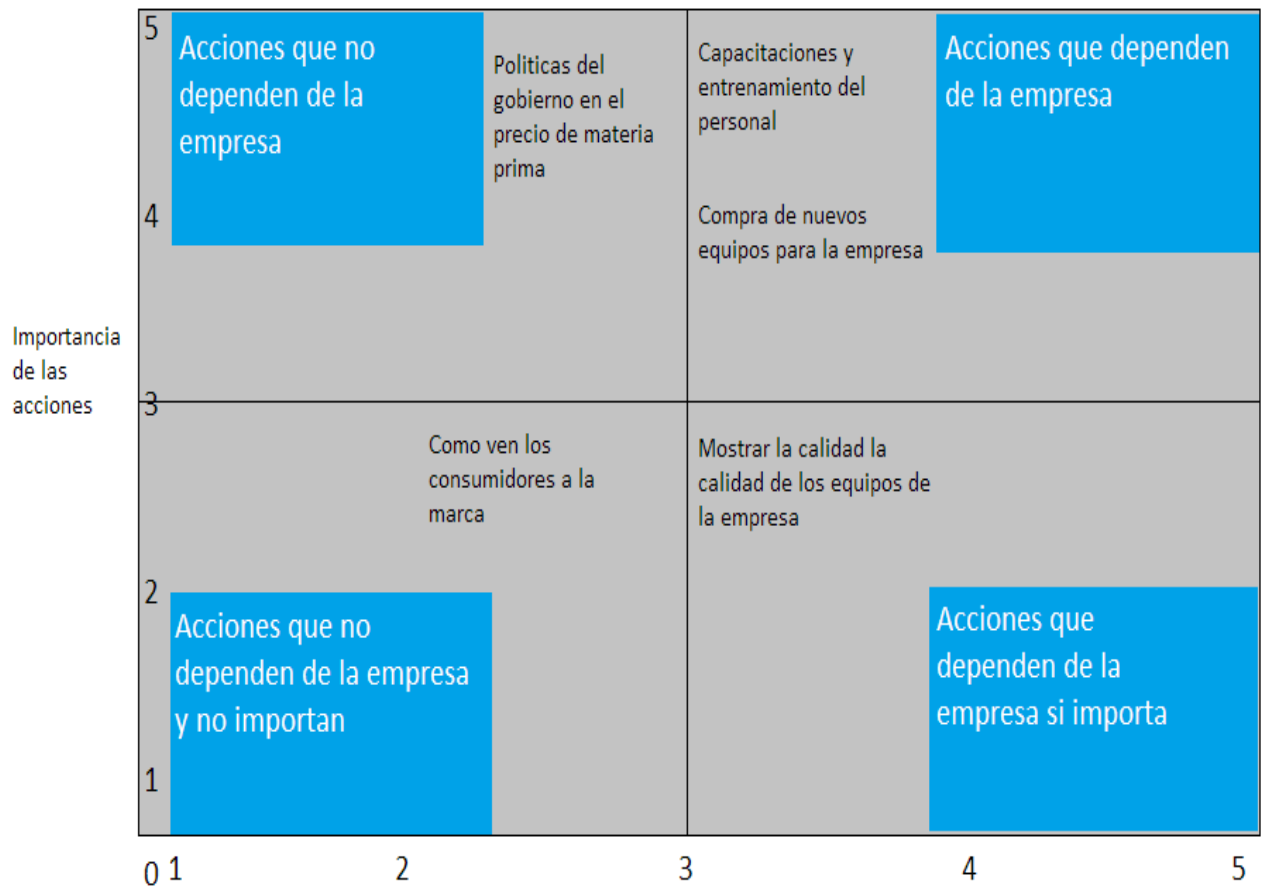 5
Acciones que no
dependen de la
empresa
Politicas del
gobierno en el
precio de materia
prima
Capacitaciones y
entrenamiento del
personal
Acciones que dependen
de la empresa
4
Compra de nuevos
equipos para la empresa
Importancia
de las
acciones
3
Como ven los
consumidores a la
marca
Mostrar la calidad la
calidad de los equipos de
la empresa
2
Acciones que no
dependen de la empresa
y no importan
Acciones que
dependen de la
empresa si importa
1
0 1 2 3 4 5